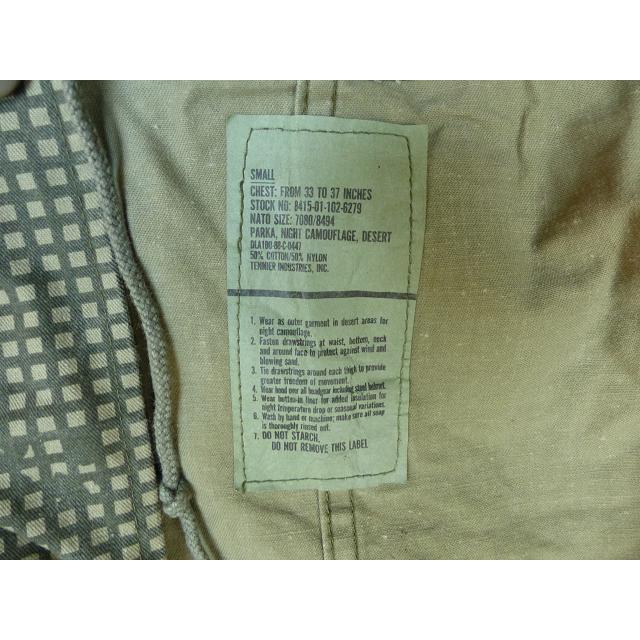 SMALL
CHEST: FROM 33 TO 37 INCHES
STOCK NO: 8415-01-102-6279
NATO SIZE: 7080/8494
PARKA, NIGHT CAMOUFLAGE, DESERT
DLA100-88-C-0447
50% COTTON/50% NYLON
TENNIER INDUSTRIES, INC.
1. Wear as outer garment in desert areas for
night camouflage.
2. Fasten drawstrings at waist, bottom, neck
and around face to protect against wind and
blowing sand.
3. Tie drawstrings around each thigh to provide
greater freedom of movement.
4. Wear hood over all headgear including steel helmet.
5. Wear button-in liner for added insulation for
night temperature drop or seasonal variations.
6. Wash by hand or machine; make sure all soap
is thoroughly rinsed out.
7. DO NOT STARCH.
DO NOT REMOVE THIS LABEL